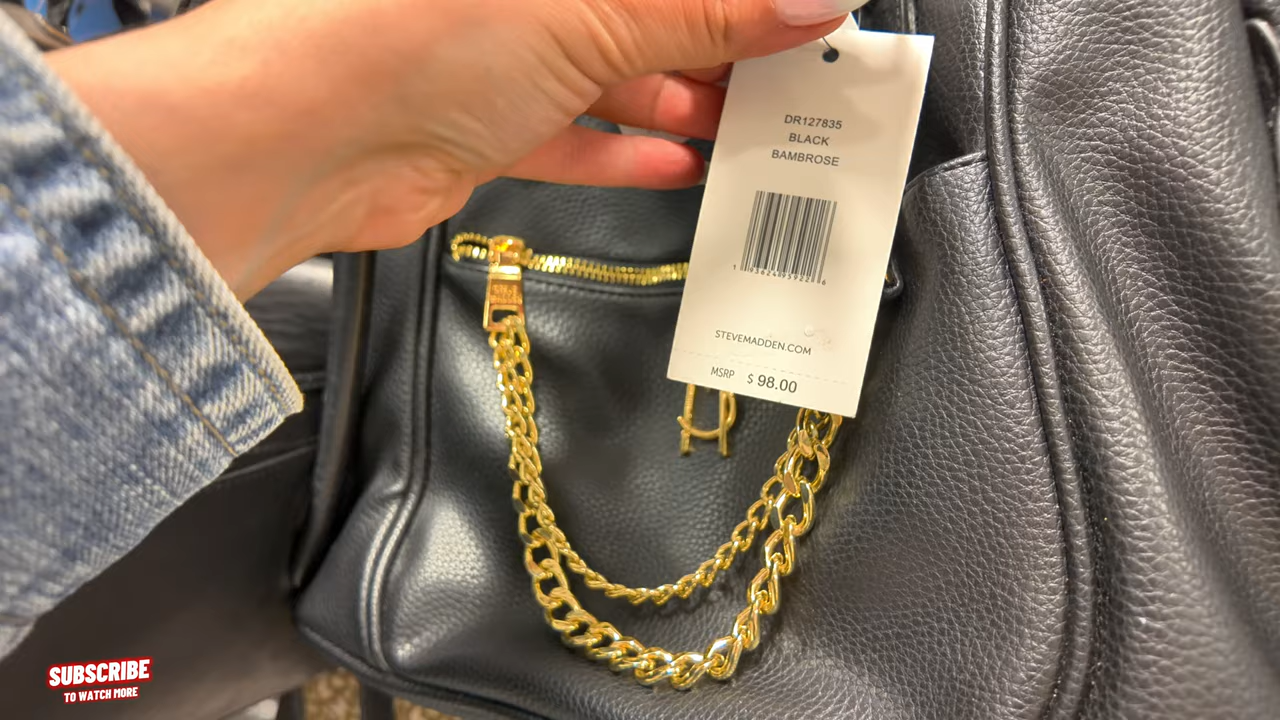 DR127835
BLACK
BAMBROSE
STEVEMADDEN.COM
MSRP $ 98.00
SUBSCRIBE
TO WATCH MORE